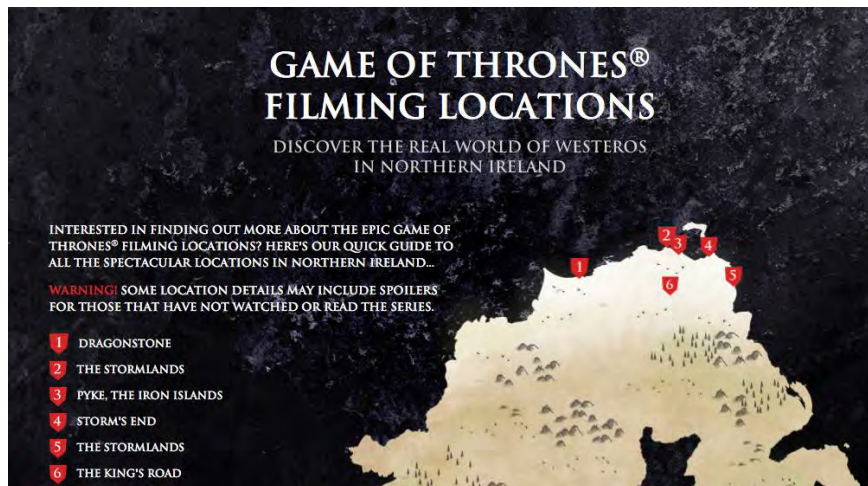 GAME OF THRONES®
FILMING LOCATIONS
DISCOVER THE REAL WORLD OF WESTEROS
IN NORTHERN IRELAND
INTERESTED IN FINDING OUT MORE ABOUT THE EPIC GAME OF
THRONES® FILMING LOCATIONS? HERE'S OUR QUICK GUIDE TO
ALL THE SPECTACULAR LOCATIONS IN NORTHERN IRELAND...
WARNING! SOME LOCATION DETAILS MAY INCLUDE SPOILERS
FOR THOSE THAT HAVE NOT WATCHED OR READ THE SERIES.
1 DRAGONSTONE
2 THE STORMLANDS
3 PYKE, THE IRON ISLANDS
4 STORM'S END
5 THE STORMLANDS
6 THE KING'S ROAD
1
2
3
4
5
6